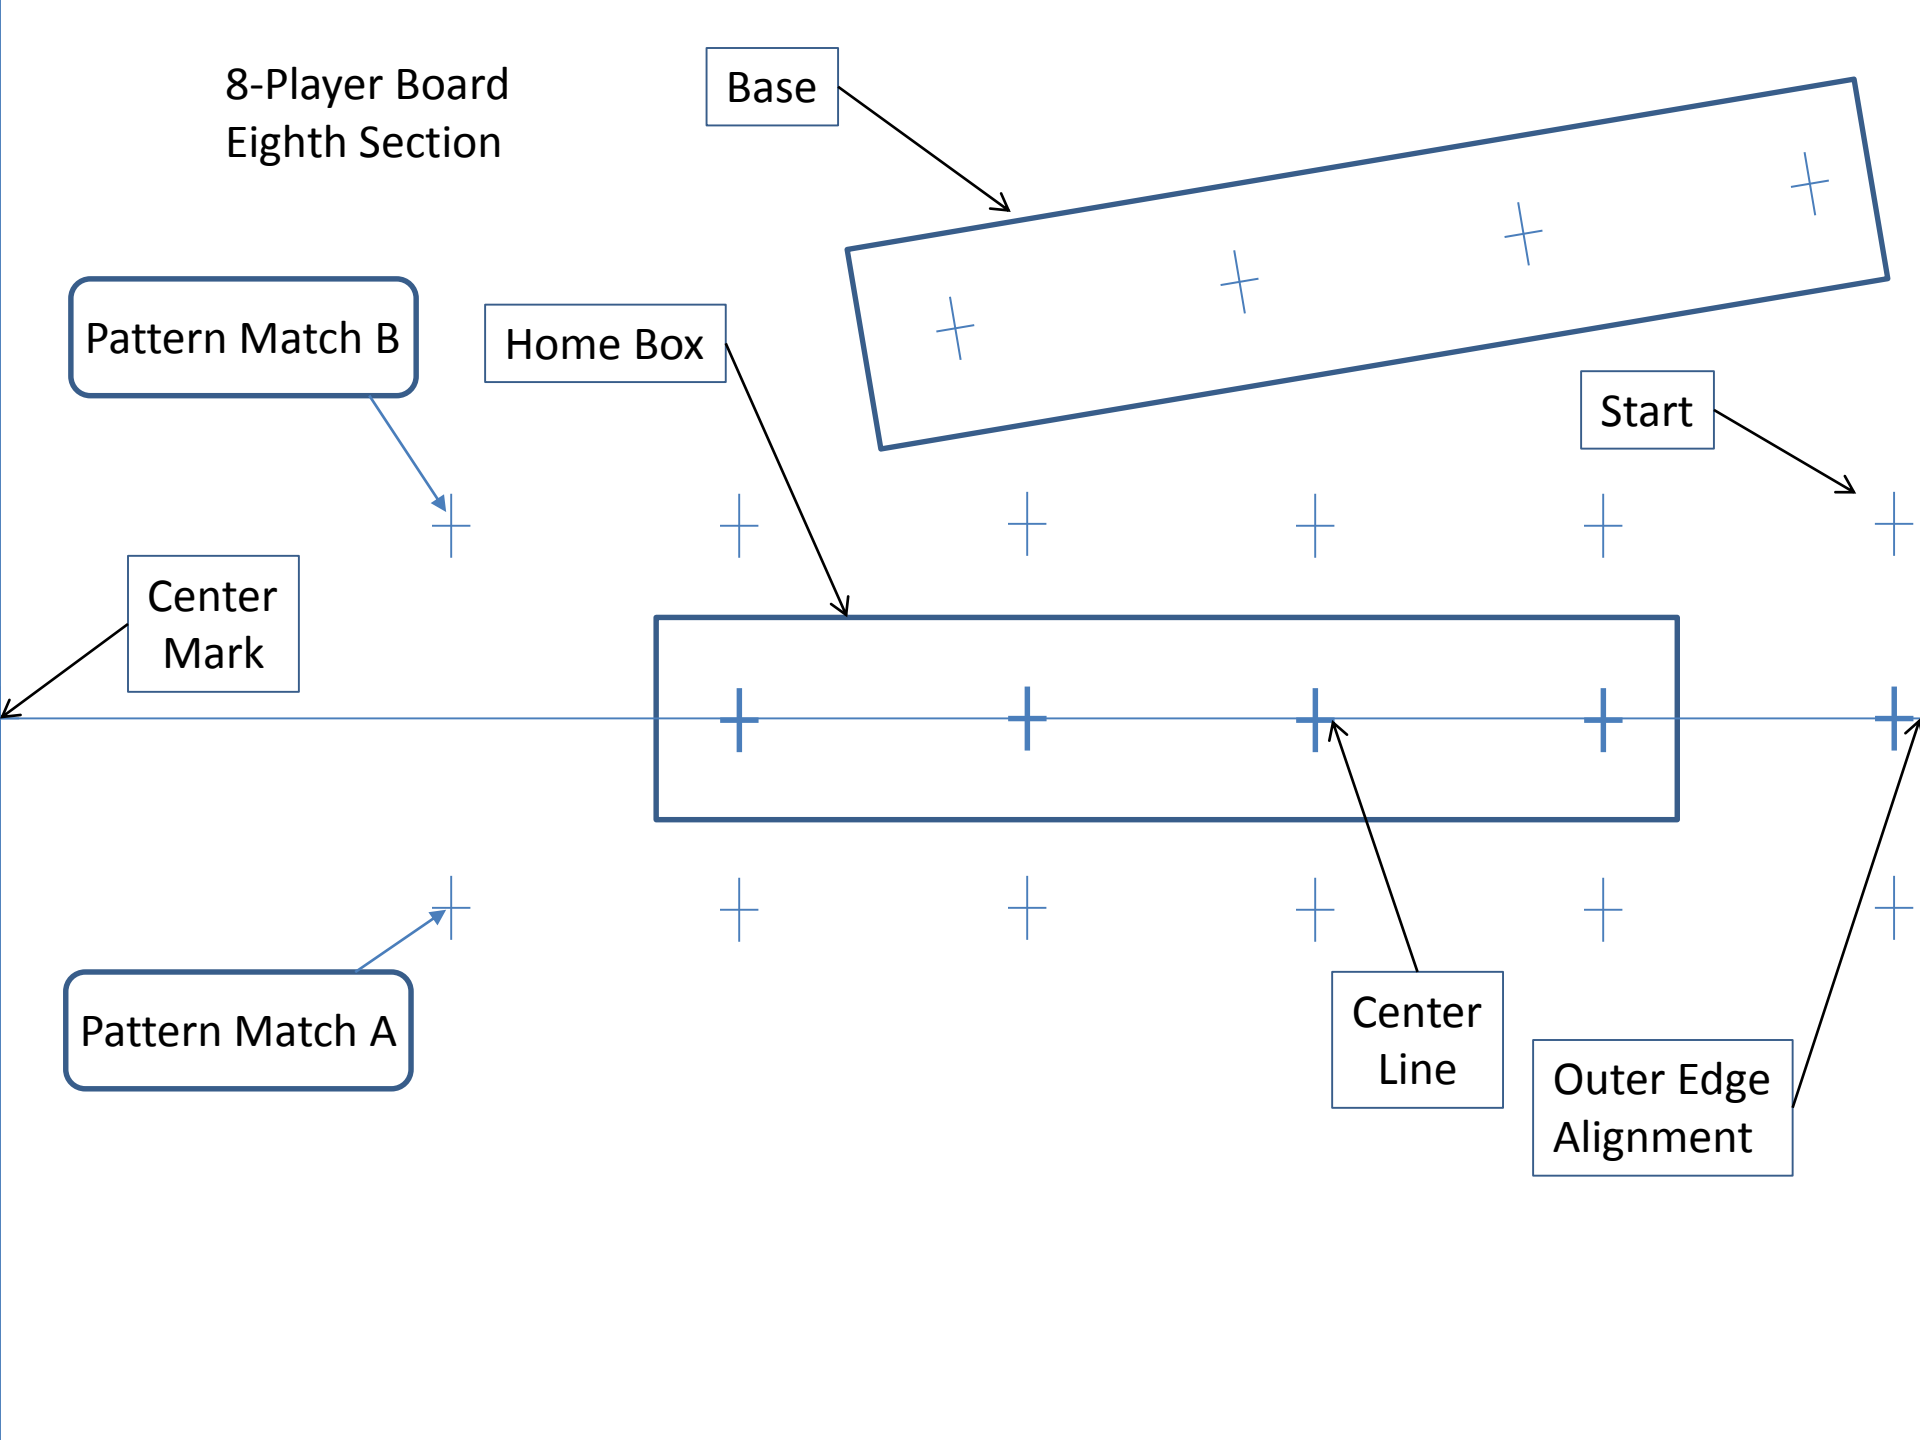 8-Player Board
Eighth Section
Base
Pattern Match B
Home Box
Start
Center
Mark
Pattern Match A
Center
Line
Outer Edge
Alignment